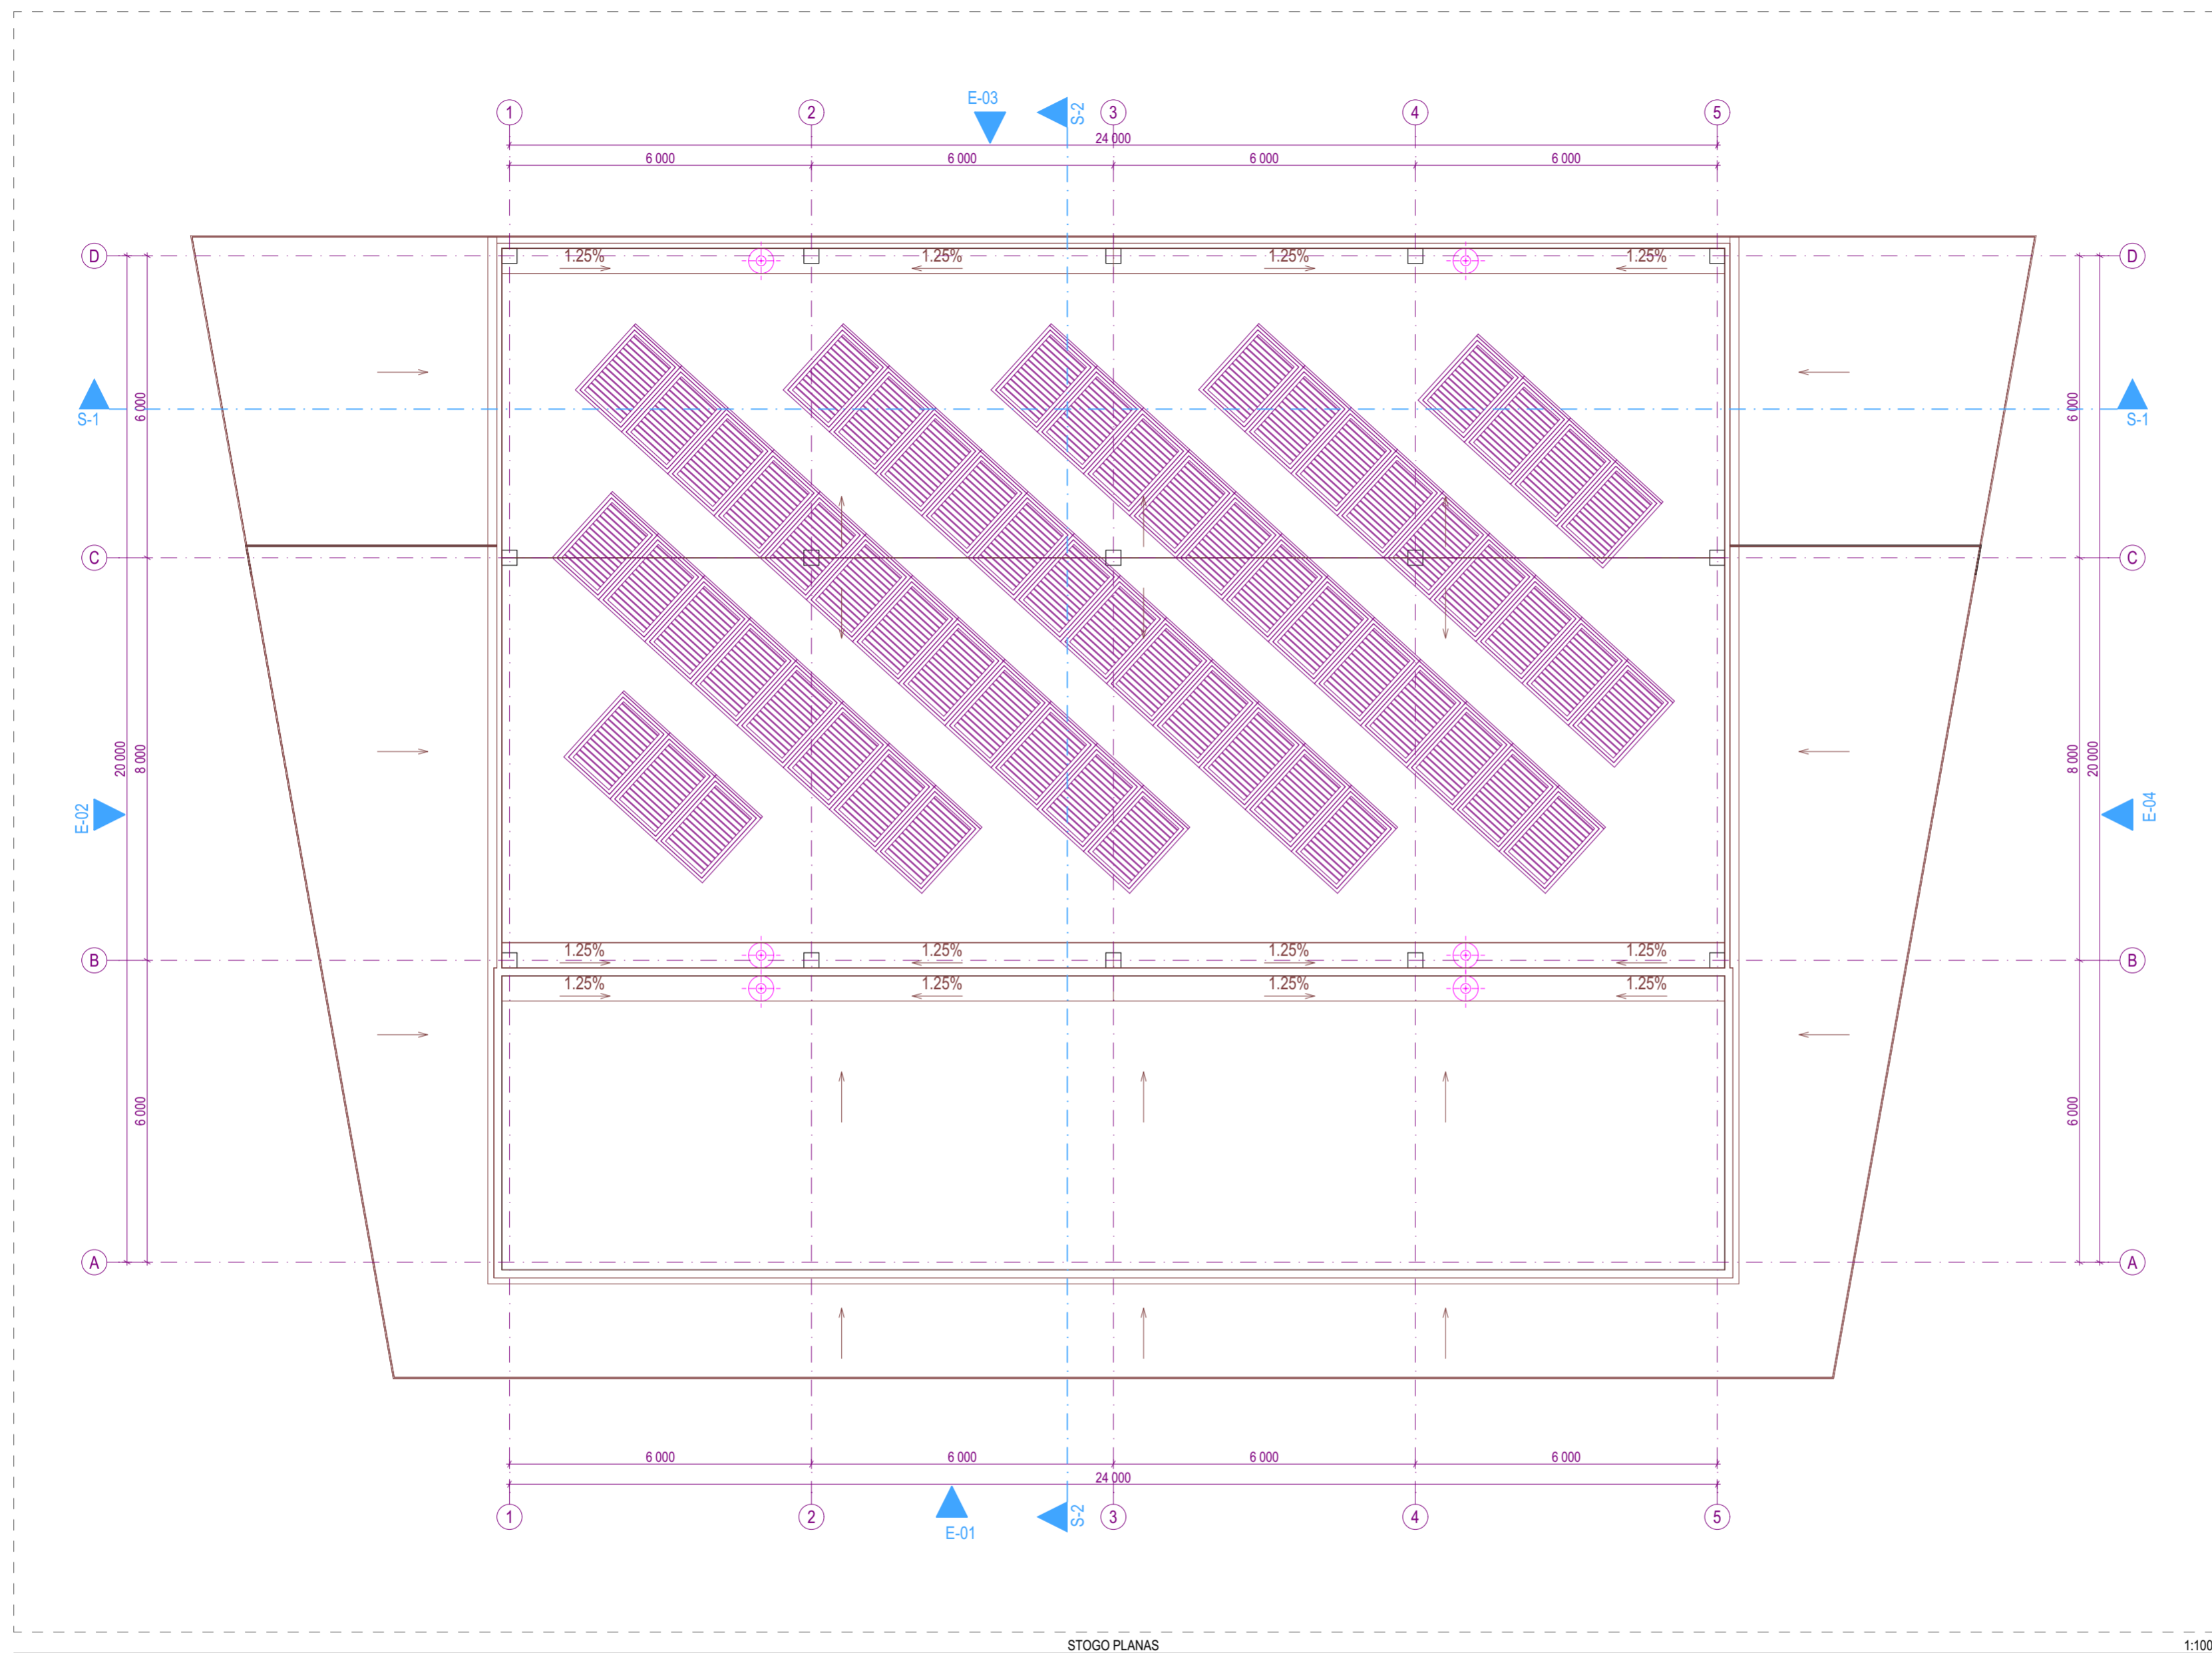 E-03
S-2
1 2 3 4 5
24 000
6 000 6 000 6 000 6 000
D 1.25% 1.25% 1.25% 1.25% D
6 000 6 000
S-1 S-1
C C
20 000 8 000 8 000 20 000
E-02 E-04
1.25% 1.25% 1.25% 1.25%
B B
1.25% 1.25% 1.25% 1.25%
6 000 6 000
A A
6 000 6 000 6 000 6 000
24 000
1 2 3 4 5
S-2
E-01
STOGO PLANAS 1:100